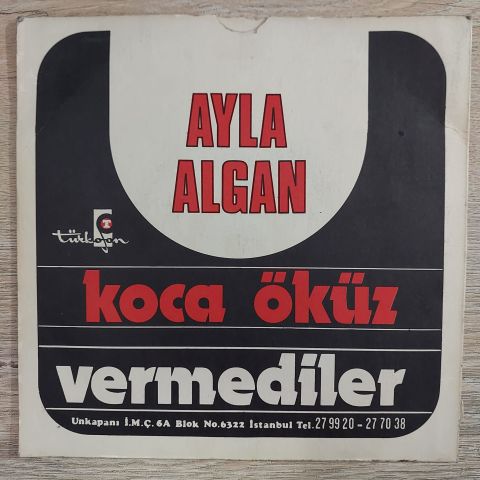 AYLA
ALGAN
türkofon
koca öküz
vermediler
Unkapanı İ.M.Ç. 6A Blok No.6322 İstanbul Tel.27 99 20 - 27 70 38